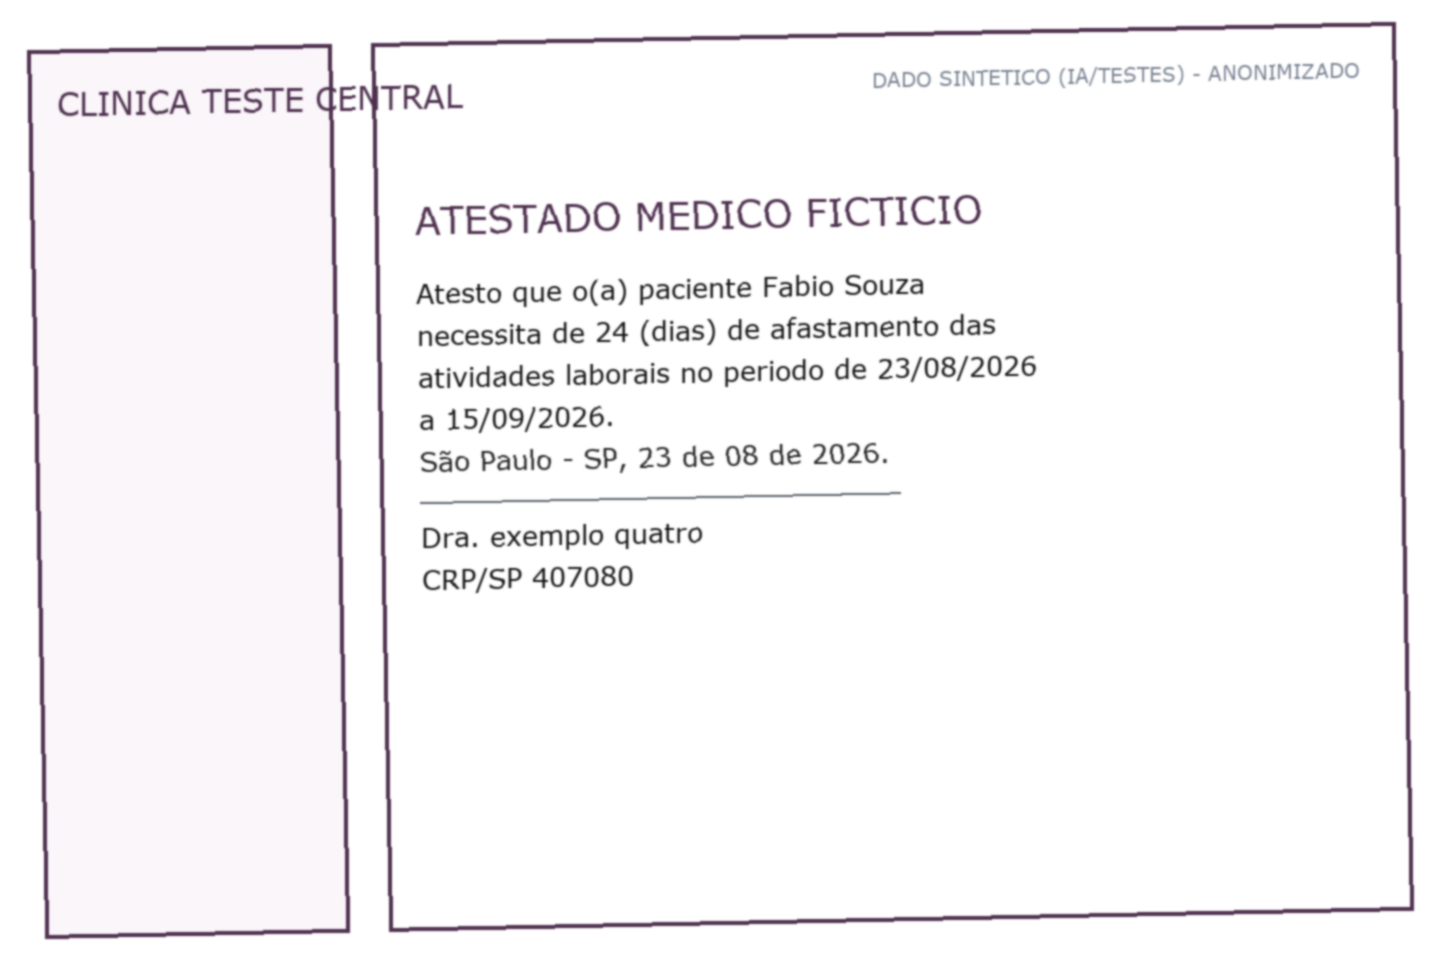 CLINICA TESTE CENTRAL
DADO SINTETICO (IA/TESTES) - ANONIMIZADO
ATESTADO MEDICO FICTICIO
Atesto que o(a) paciente Fabio Souza
necessita de 24 (dias) de afastamento das
atividades laborais no periodo de 23/08/2026
a 15/09/2026.
São Paulo - SP, 23 de 08 de 2026.
Dra. exemplo quatro
CRP/SP 407080